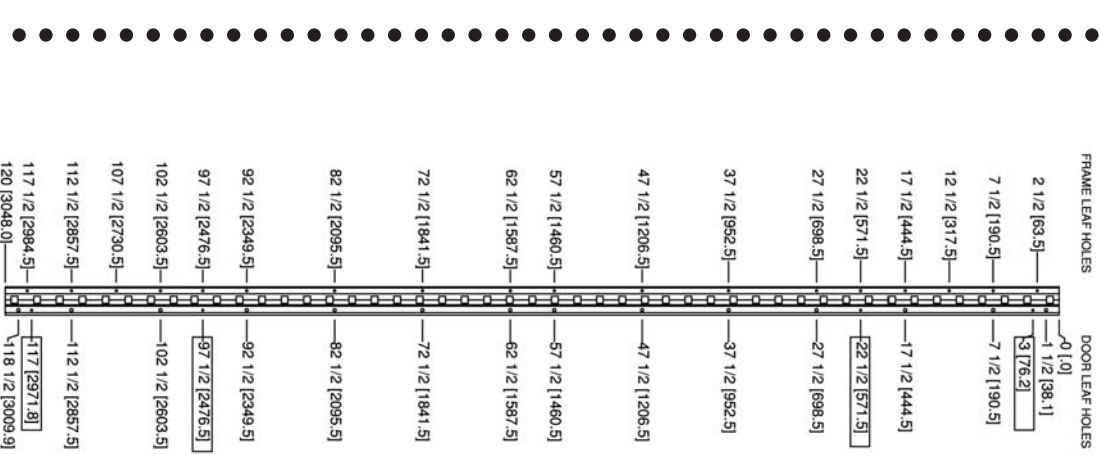 FRAME LEAF HOLES
2 1/2 [63.5]
7 1/2 [190.5]
12 1/2 [317.5]
17 1/2 [444.5]
22 1/2 [571.5]
27 1/2 [698.5]
37 1/2 [952.5]
47 1/2 [1206.5]
57 1/2 [1460.5]
62 1/2 [1587.5]
72 1/2 [1841.5]
82 1/2 [2095.5]
92 1/2 [2349.5]
97 1/2 [2476.5]
102 1/2 [2603.5]
107 1/2 [2730.5]
112 1/2 [2857.5]
117 1/2 [2984.5]
120 [3048.0]
DOOR LEAF HOLES
0 [.0]
1 1/2 [38.1]
3 [76.2]
7 1/2 [190.5]
17 1/2 [444.5]
22 1/2 [571.5]
27 1/2 [698.5]
37 1/2 [952.5]
47 1/2 [1206.5]
57 1/2 [1460.5]
62 1/2 [1587.5]
72 1/2 [1841.5]
82 1/2 [2095.5]
92 1/2 [2349.5]
97 1/2 [2476.5]
102 1/2 [2603.5]
112 1/2 [2857.5]
117 [2971.8]
118 1/2 [3009.9]